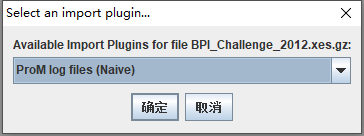 Select an import plugin...
Available Import Plugins for file BPI_Challenge_2012.xes.gz:
ProM log files (Naive)
确定 取消